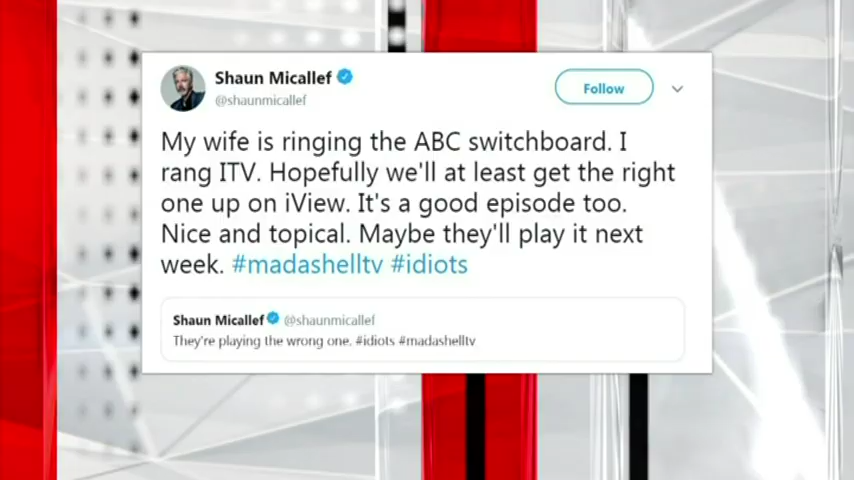 Shaun Micallef
@shaunmicallef
Follow
My wife is ringing the ABC switchboard. I
rang ITV. Hopefully we'll at least get the right
one up on iView. It's a good episode too.
Nice and topical. Maybe they'll play it next
week. #madashelltv #idiots
Shaun Micallef @shaunmicallef
They're playing the wrong one. #idiots #madashelltv